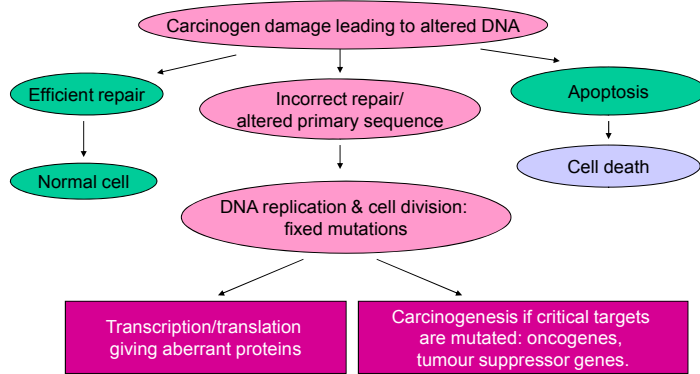 Carcinogen damage leading to altered DNA
Efficient repair
Incorrect repair/
altered primary sequence
Apoptosis
Normal cell
Cell death
DNA replication & cell division:
fixed mutations
Transcription/translation
giving aberrant proteins
Carcinogenesis if critical targets
are mutated: oncogenes,
tumour suppressor genes.